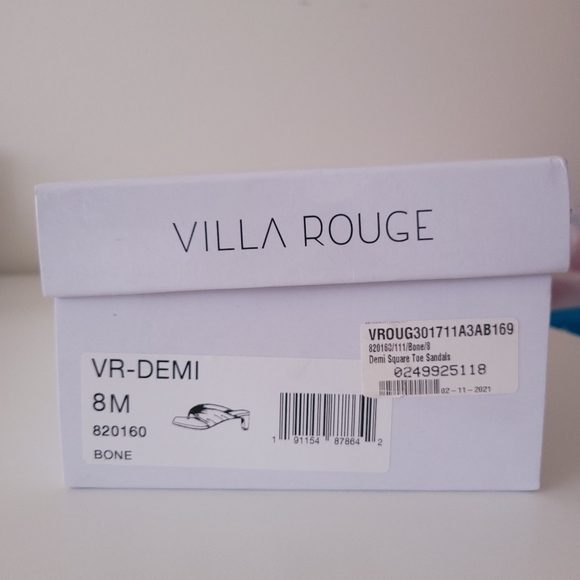 VILLA ROUGE
VROUG301711A3AB169
820160/111/Bone/8
Demi Square Toe Sandals
0249925118
02-11-2021
VR-DEMI
8M
820160
BONE
1 91154 87864 2